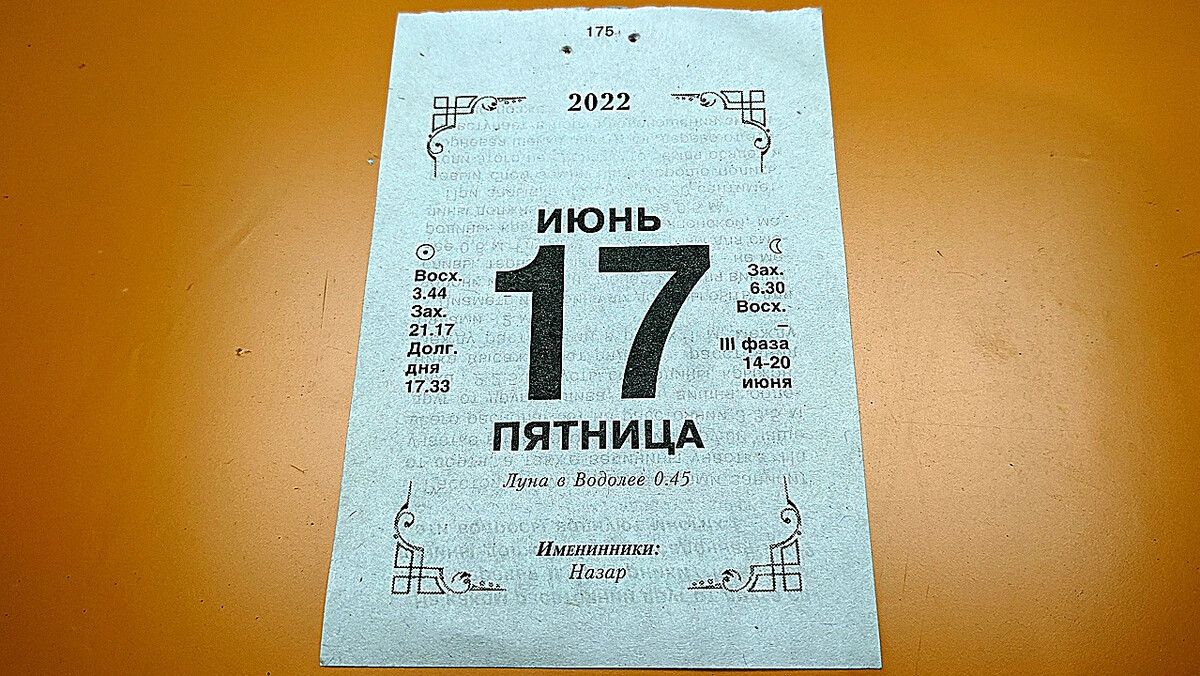 175
2022
ИЮНЬ
17
Восх.
3.44
Зах.
21.17
Долг.
дня
17.33
Зах.
6.30
Восх.
–
III фаза
14-20
июня
ПЯТНИЦА
Луна в Водолее 0.45
Именинники:
Назар